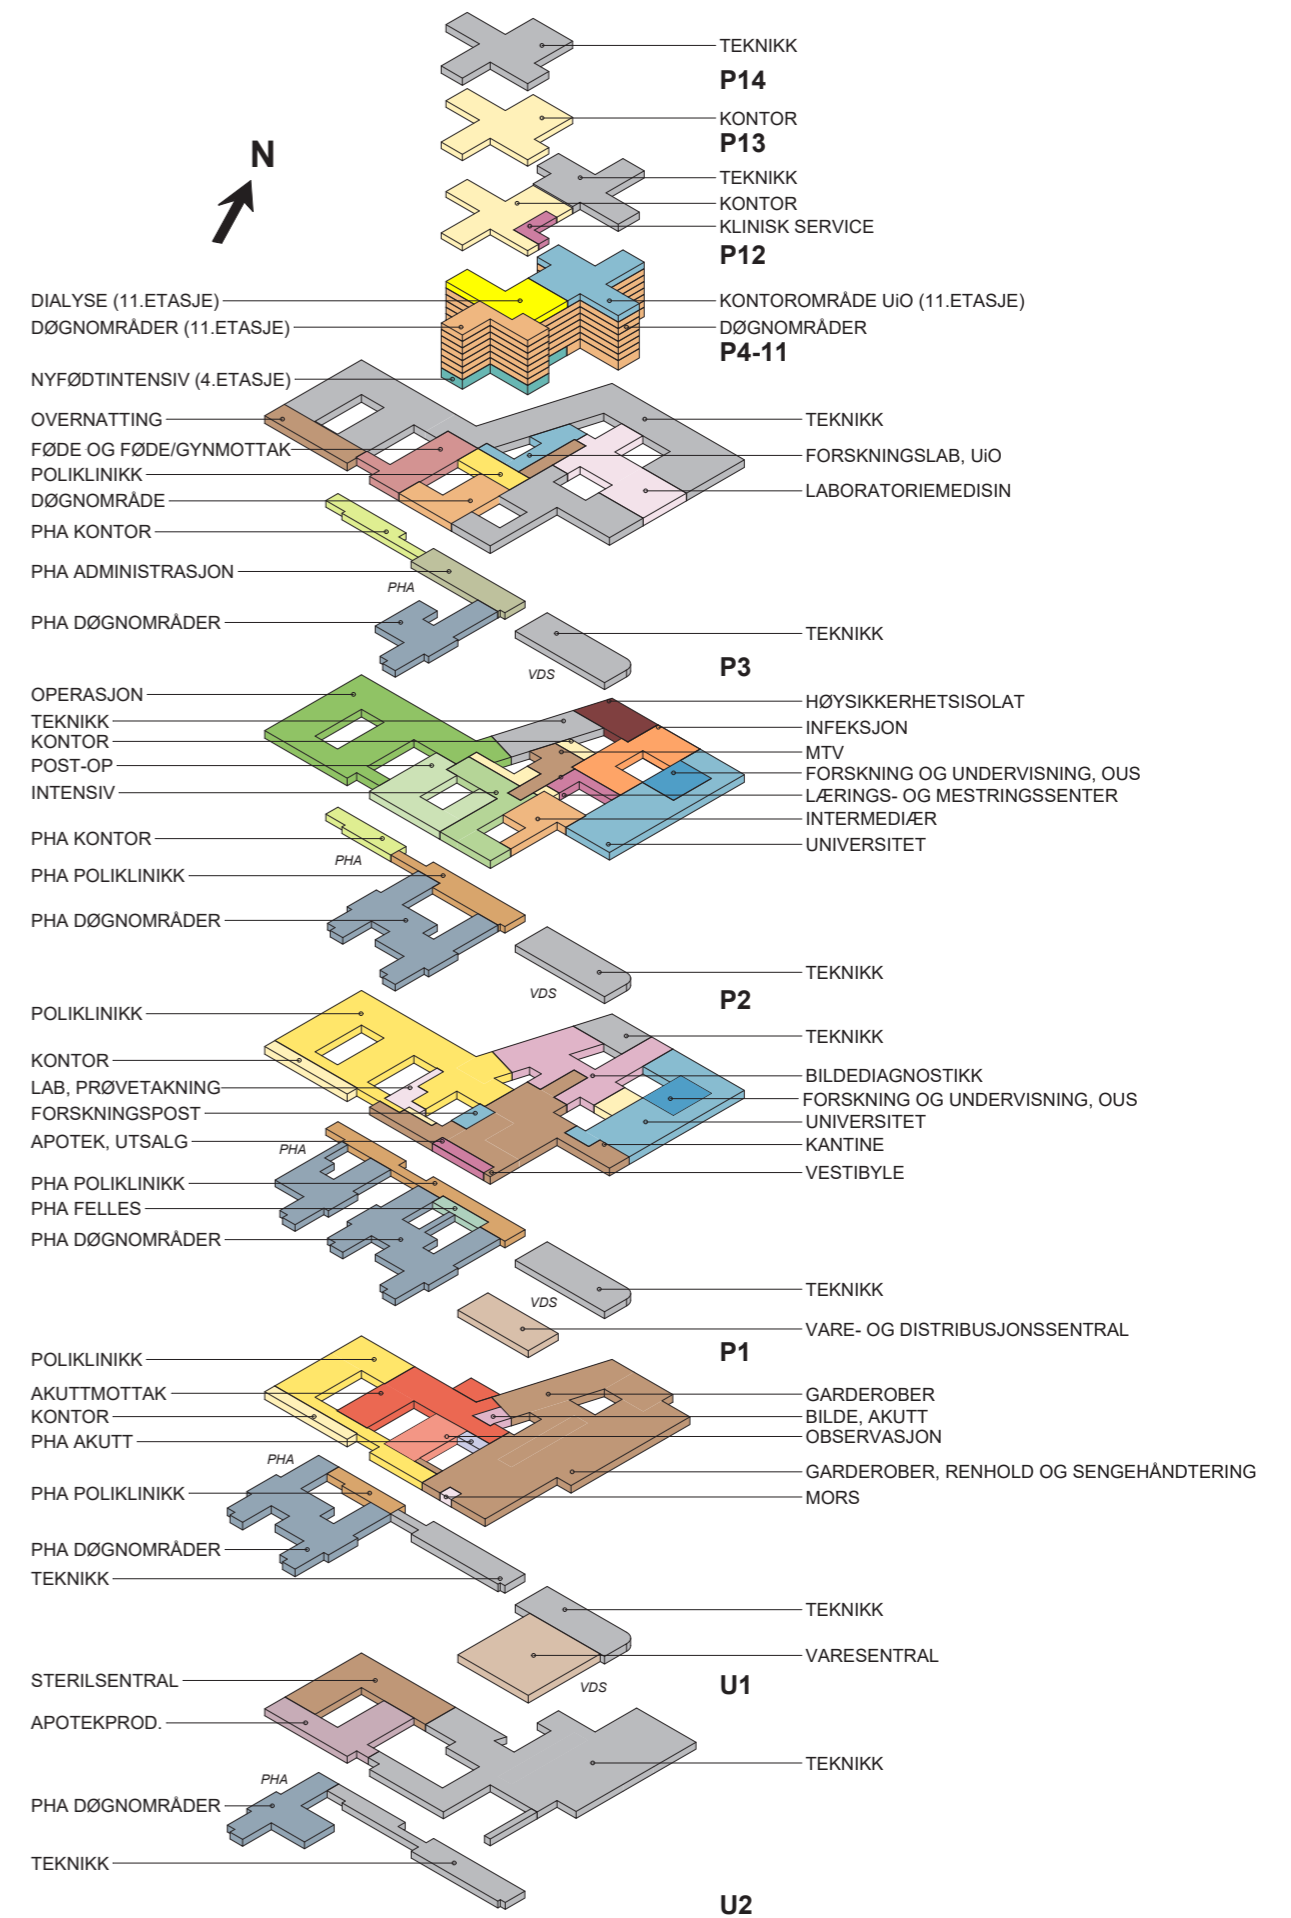 TEKNIKK
P14
KONTOR
P13
N
TEKNIKK
KONTOR
KLINISK SERVICE
P12
DIALYSE (11.ETASJE)
KONTOROMRÅDE UiO (11.ETASJE)
DØGNOMRÅDER (11.ETASJE)
DØGNOMRÅDER
P4-11
NYFØDTINTENSIV (4.ETASJE)
OVERNATTING
TEKNIKK
FØDE OG FØDE/GYNMOTTAK
FORSKNINGSLAB, UiO
POLIKLINIKK
LABORATORIEMEDISIN
DØGNOMRÅDE
PHA KONTOR
PHA ADMINISTRASJON
PHA
PHA DØGNOMRÅDER
TEKNIKK
VDS
P3
OPERASJON
HØYSIKKERHETSISOLAT
TEKNIKK
INFEKSJON
KONTOR
MTV
POST-OP
FORSKNING OG UNDERVISNING, OUS
INTENSIV
LÆRINGS- OG MESTRINGSSENTER
INTERMEDIÆR
PHA KONTOR
UNIVERSITET
PHA
PHA POLIKLINIKK
PHA DØGNOMRÅDER
TEKNIKK
VDS
P2
POLIKLINIKK
TEKNIKK
KONTOR
BILDEDIAGNOSTIKK
LAB, PRØVETAKNING
FORSKNING OG UNDERVISNING, OUS
FORSKNINGSPOST
UNIVERSITET
APOTEK, UTSALG
KANTINE
PHA
VESTIBYLE
PHA POLIKLINIKK
PHA FELLES
PHA DØGNOMRÅDER
TEKNIKK
VDS
VARE- OG DISTRIBUSJONSSENTRAL
P1
POLIKLINIKK
AKUTTMOTTAK
GARDEROBER
KONTOR
BILDE, AKUTT
PHA AKUTT
OBSERVASJON
PHA
GARDEROBER, RENHOLD OG SENGEHÅNDTERING
PHA POLIKLINIKK
MORS
PHA DØGNOMRÅDER
TEKNIKK
TEKNIKK
VARESENTRAL
VDS
U1
STERILSENTRAL
APOTEKPROD.
TEKNIKK
PHA
PHA DØGNOMRÅDER
TEKNIKK
U2